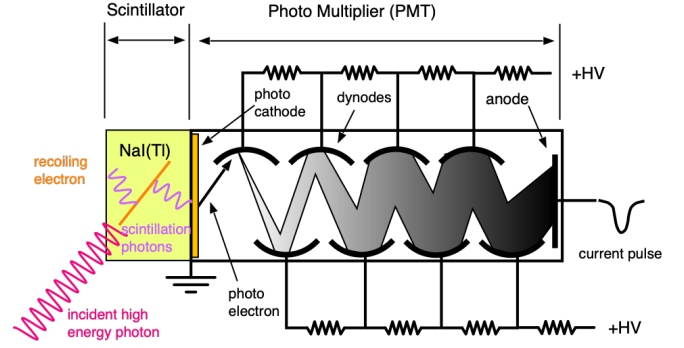 Scintillator
Photo Multiplier (PMT)
+HV
photo
cathode
dynodes
anode
NaI(Tl)
recoiling
electron
scintillation
photons
current pulse
photo
electron
incident high
energy photon
+HV